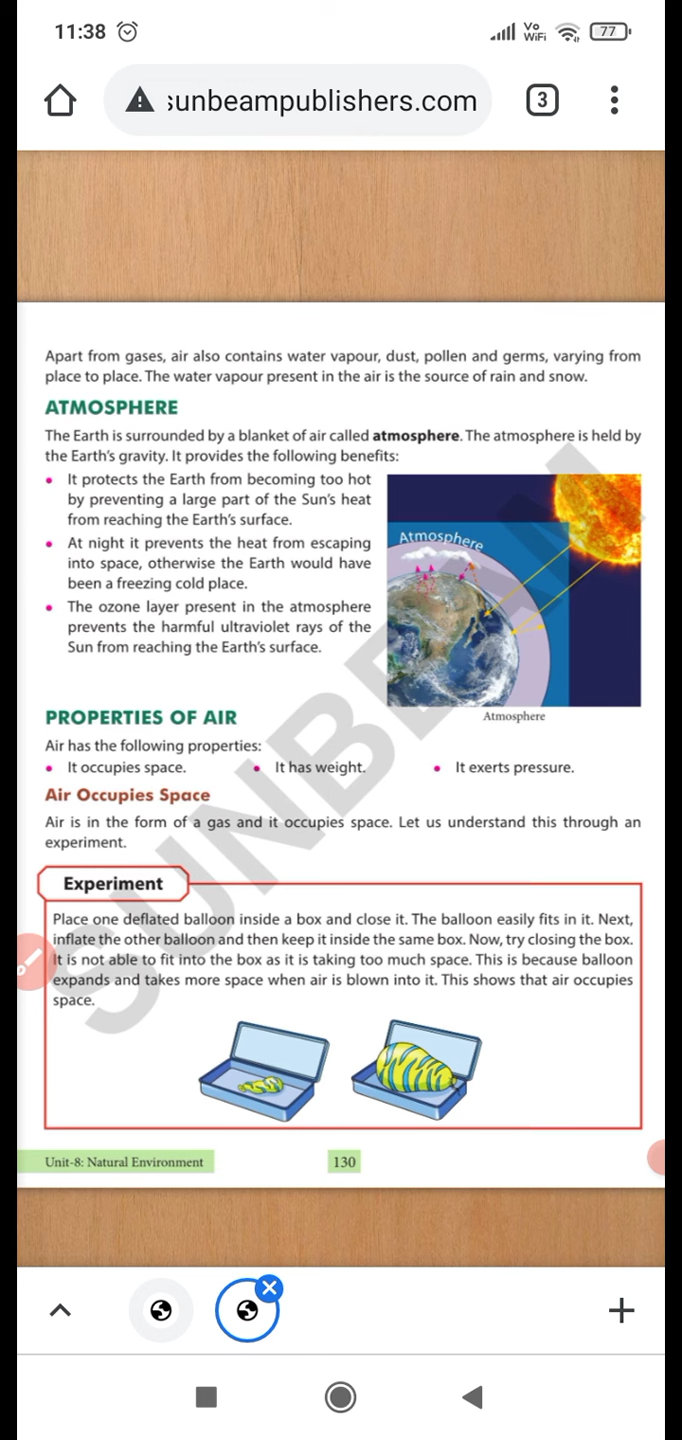 11:38
Vo
WiFi
77
sunbeampublishers.com
3
Apart from gases, air also contains water vapour, dust, pollen and germs, varying from
place to place. The water vapour present in the air is the source of rain and snow.
ATMOSPHERE
The Earth is surrounded by a blanket of air called atmosphere. The atmosphere is held by
the Earth's gravity. It provides the following benefits:
• It protects the Earth from becoming too hot
by preventing a large part of the Sun's heat
from reaching the Earth's surface.
• At night it prevents the heat from escaping
into space, otherwise the Earth would have
been a freezing cold place.
• The ozone layer present in the atmosphere
prevents the harmful ultraviolet rays of the
Sun from reaching the Earth's surface.
Atmosphere
Atmosphere
PROPERTIES OF AIR
Air has the following properties:
• It occupies space. • It has weight. • It exerts pressure.
Air Occupies Space
Air is in the form of a gas and it occupies space. Let us understand this through an
experiment.
Experiment
Place one deflated balloon inside a box and close it. The balloon easily fits in it. Next,
inflate the other balloon and then keep it inside the same box. Now, try closing the box.
It is not able to fit into the box as it is taking too much space. This is because balloon
expands and takes more space when air is blown into it. This shows that air occupies
space.
Unit-8: Natural Environment
130
SUNBEAM